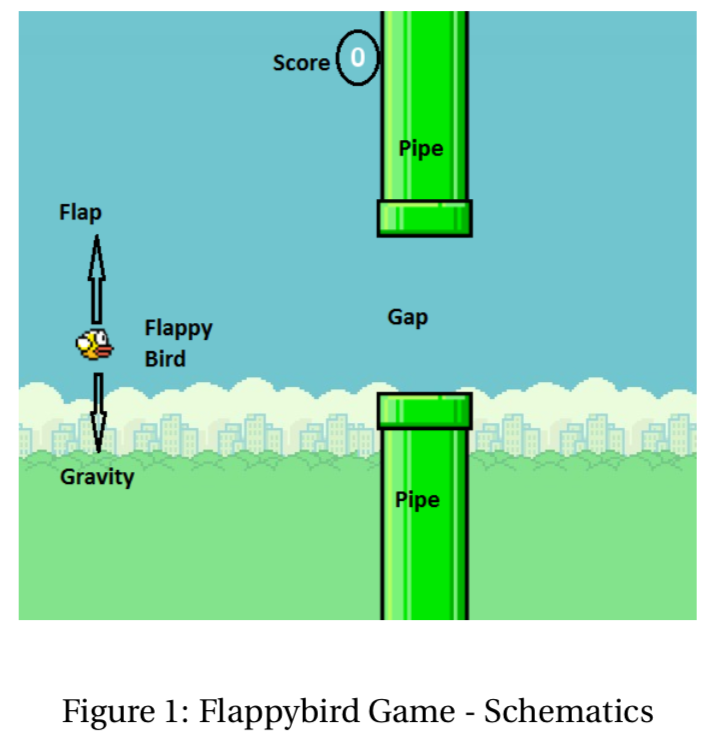 Score 0
Pipe
Flap
Gap
Flappy
Bird
Gravity
Pipe
Figure 1: Flappybird Game - Schematics